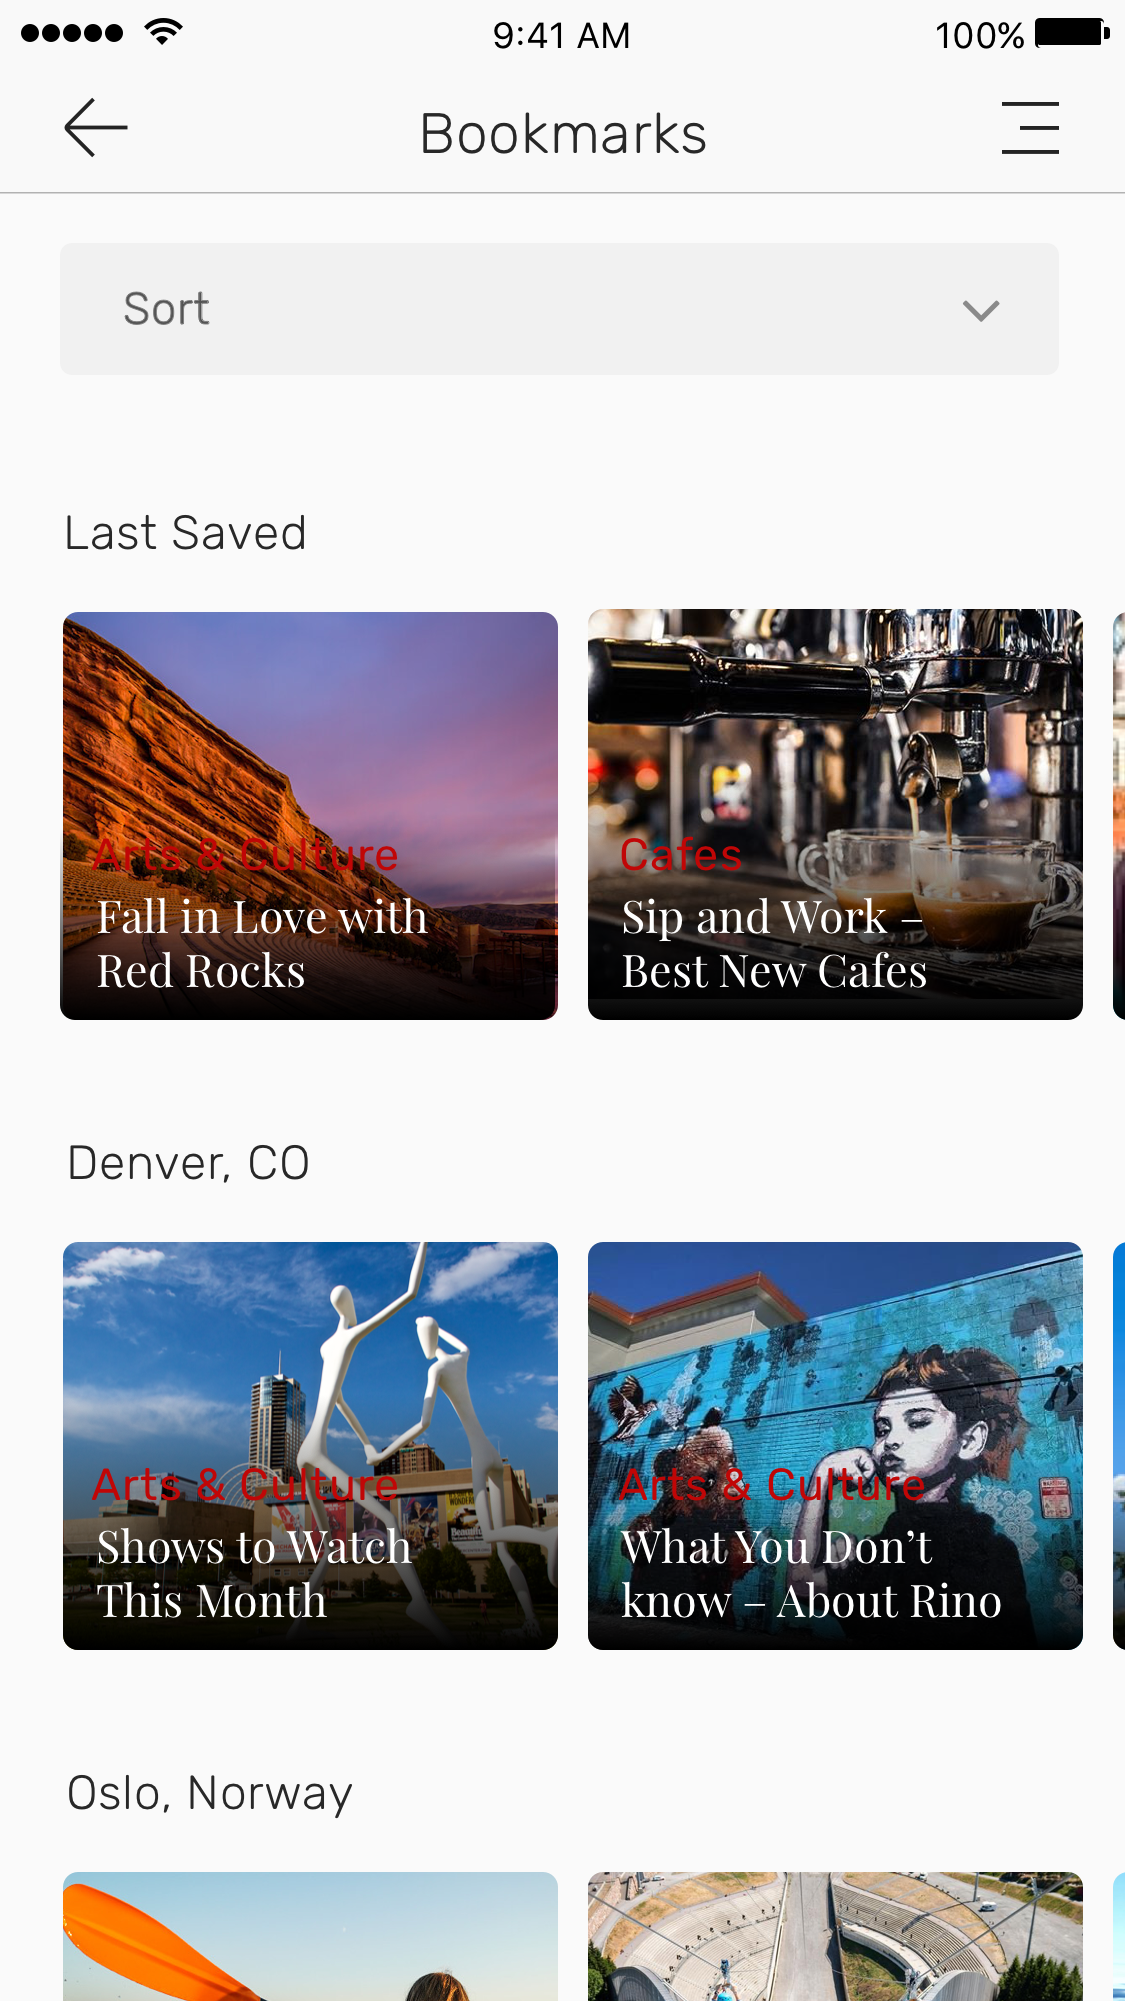 9:41 AM
100%
Bookmarks
Sort
Last Saved
Arts & Culture
Fall in Love with
Red Rocks
Cafes
Sip and Work –
Best New Cafes
Denver, CO
Arts & Culture
Shows to Watch
This Month
Arts & Culture
What You Don’t
know – About Rino
Oslo, Norway